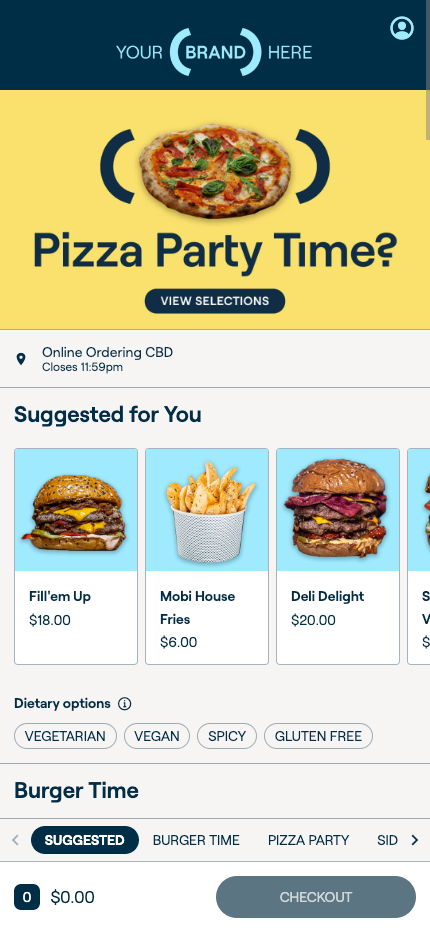 YOUR BRAND HERE
Pizza Party Time?
VIEW SELECTIONS
Online Ordering CBD
Closes 11:59pm
Suggested for You
Fill'em Up
$18.00
Mobi House
Fries
$6.00
Deli Delight
$20.00
S
V
$
Dietary options
VEGETARIAN
VEGAN
SPICY
GLUTEN FREE
Burger Time
SUGGESTED
BURGER TIME
PIZZA PARTY
SID
0
$0.00
CHECKOUT